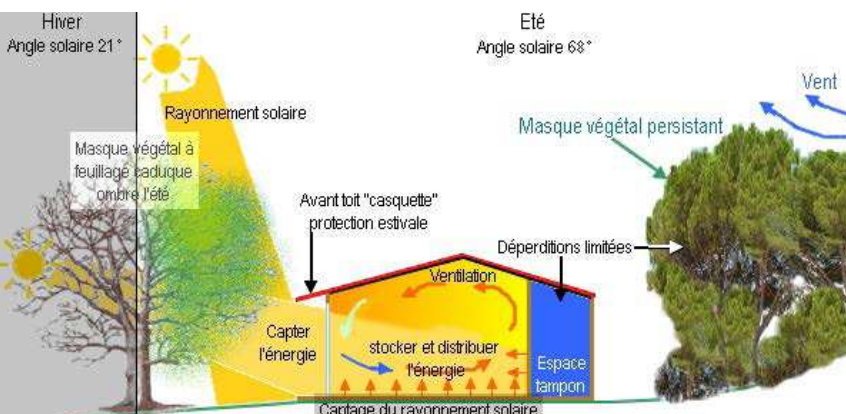 Hiver
Angle solaire 21°
Eté
Angle solaire 68°
Rayonnement solaire
Vent
Masque végétal persistant
Masque végétal à
feuillage caduque
ombre l'été
Avant toit "casquette"
protection estivale
Déperditions limitées
Ventilation
Capter
l'énergie
stocker et distribuer
l'énergie
Espace
tampon
Captage du rayonnement solaire